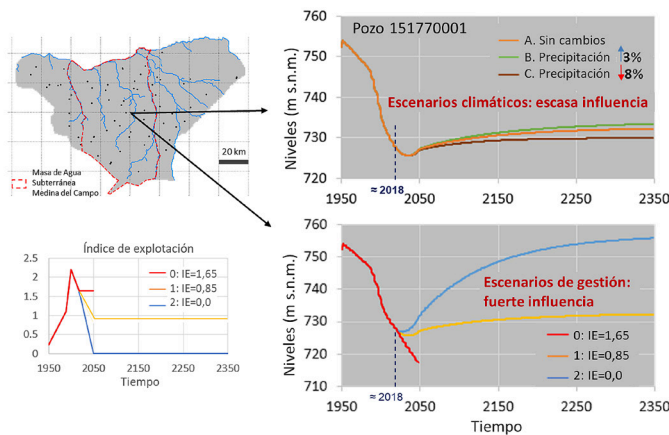 20 km
Masa de Agua
Subterránea
Medina del Campo
Índice de explotación
2.5
2
1.5
1
0.5
0
0: IE=1,65
1: IE=0,85
2: IE=0,0
1950 2050 2150 2250 2350
Tiempo
Pozo 151770001
Niveles (m s.n.m.)
760
750
740
730
720
A. Sin cambios
B. Precipitación 3%
C. Precipitación 8%
Escenarios climáticos: escasa influencia
1950 2050 2150 2250 2350
≈ 2018
Tiempo
Niveles (m s.n.m.)
760
750
740
730
720
710
Escenarios de gestión:
fuerte influencia
0: IE=1,65
1: IE=0,85
2: IE=0,0
1950 2050 2150 2250 2350
≈ 2018
Tiempo